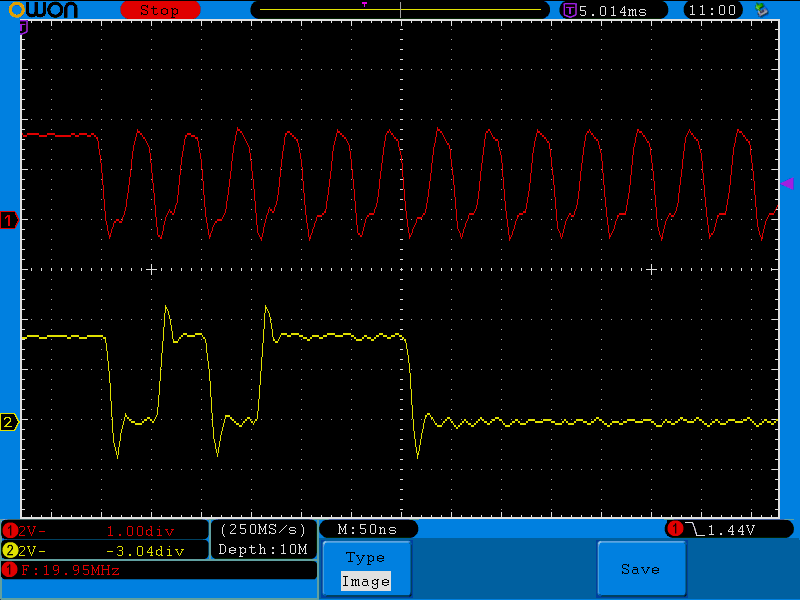 OWON
Stop
T 5.014ms
11:00
1
2
1 2V- 1.00div
2 2V- -3.04div
(250MS/s)
Depth:10M
M:50ns
1 1.44V
1 F:19.95MHz
Type
Image
Save